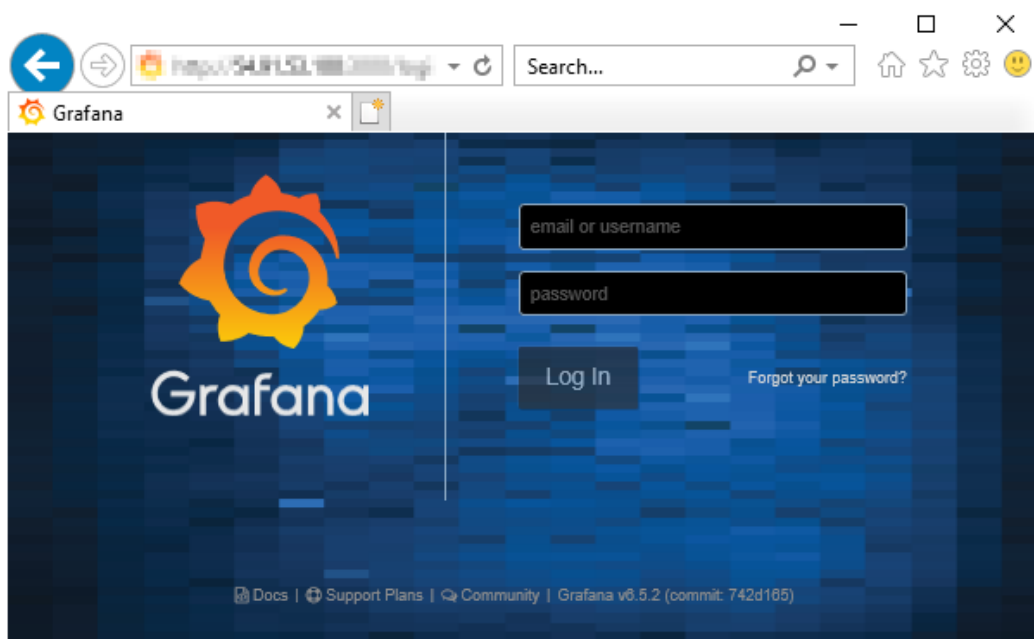 Search...
Grafana
email or username
password
Log In
Forgot your password?
Grafana
Docs | Support Plans | Community | Grafana v6.5.2 (commit: 742d165)